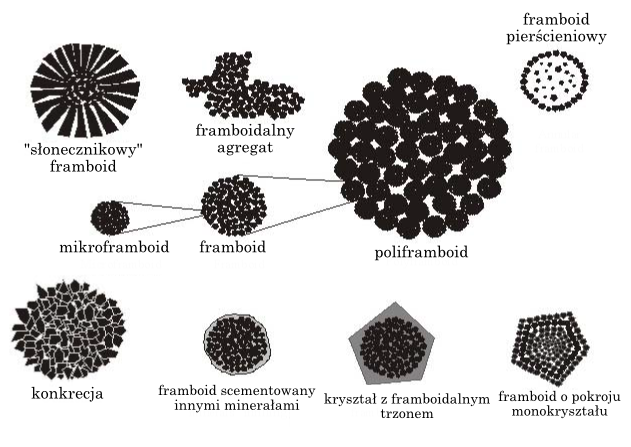 framboid
pierścieniowy
"słonecznikowy"
framboid
framboidalny
agregat
mikroframboid
framboid
poliframboid
konkrecja
framboid scementowany
innymi minerałami
kryształ z framboidalnym
trzonem
framboid o pokroju
monokryształu